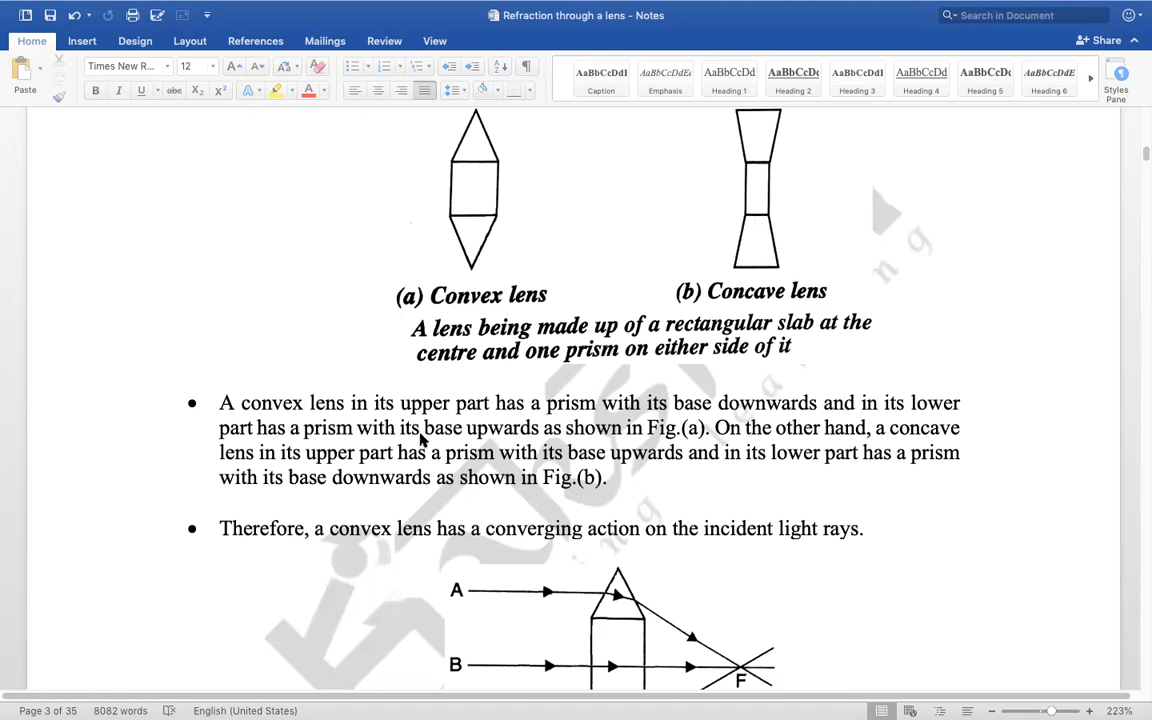 Refraction through a lens - Notes
Search in Document
Home Insert Design Layout References Mailings Review View
Share
Paste
Times New R...
12
AaBbCcDdI AaBbCcDdE AaBbCcDd AaBbCcDc AaBbCcDdI AaBbCcDd AaBbCcDc AaBbCcDdE
Caption Emphasis Heading 1 Heading 2 Heading 3 Heading 4 Heading 5 Heading 6
Styles
Pane
(a) Convex lens
(b) Concave lens
A lens being made up of a rectangular slab at the
centre and one prism on either side of it
• A convex lens in its upper part has a prism with its base downwards and in its lower
part has a prism with its base upwards as shown in Fig.(a). On the other hand, a concave
lens in its upper part has a prism with its base upwards and in its lower part has a prism
with its base downwards as shown in Fig.(b).
• Therefore, a convex lens has a converging action on the incident light rays.
A
B
F
Page 3 of 35 8082 words English (United States) 223%